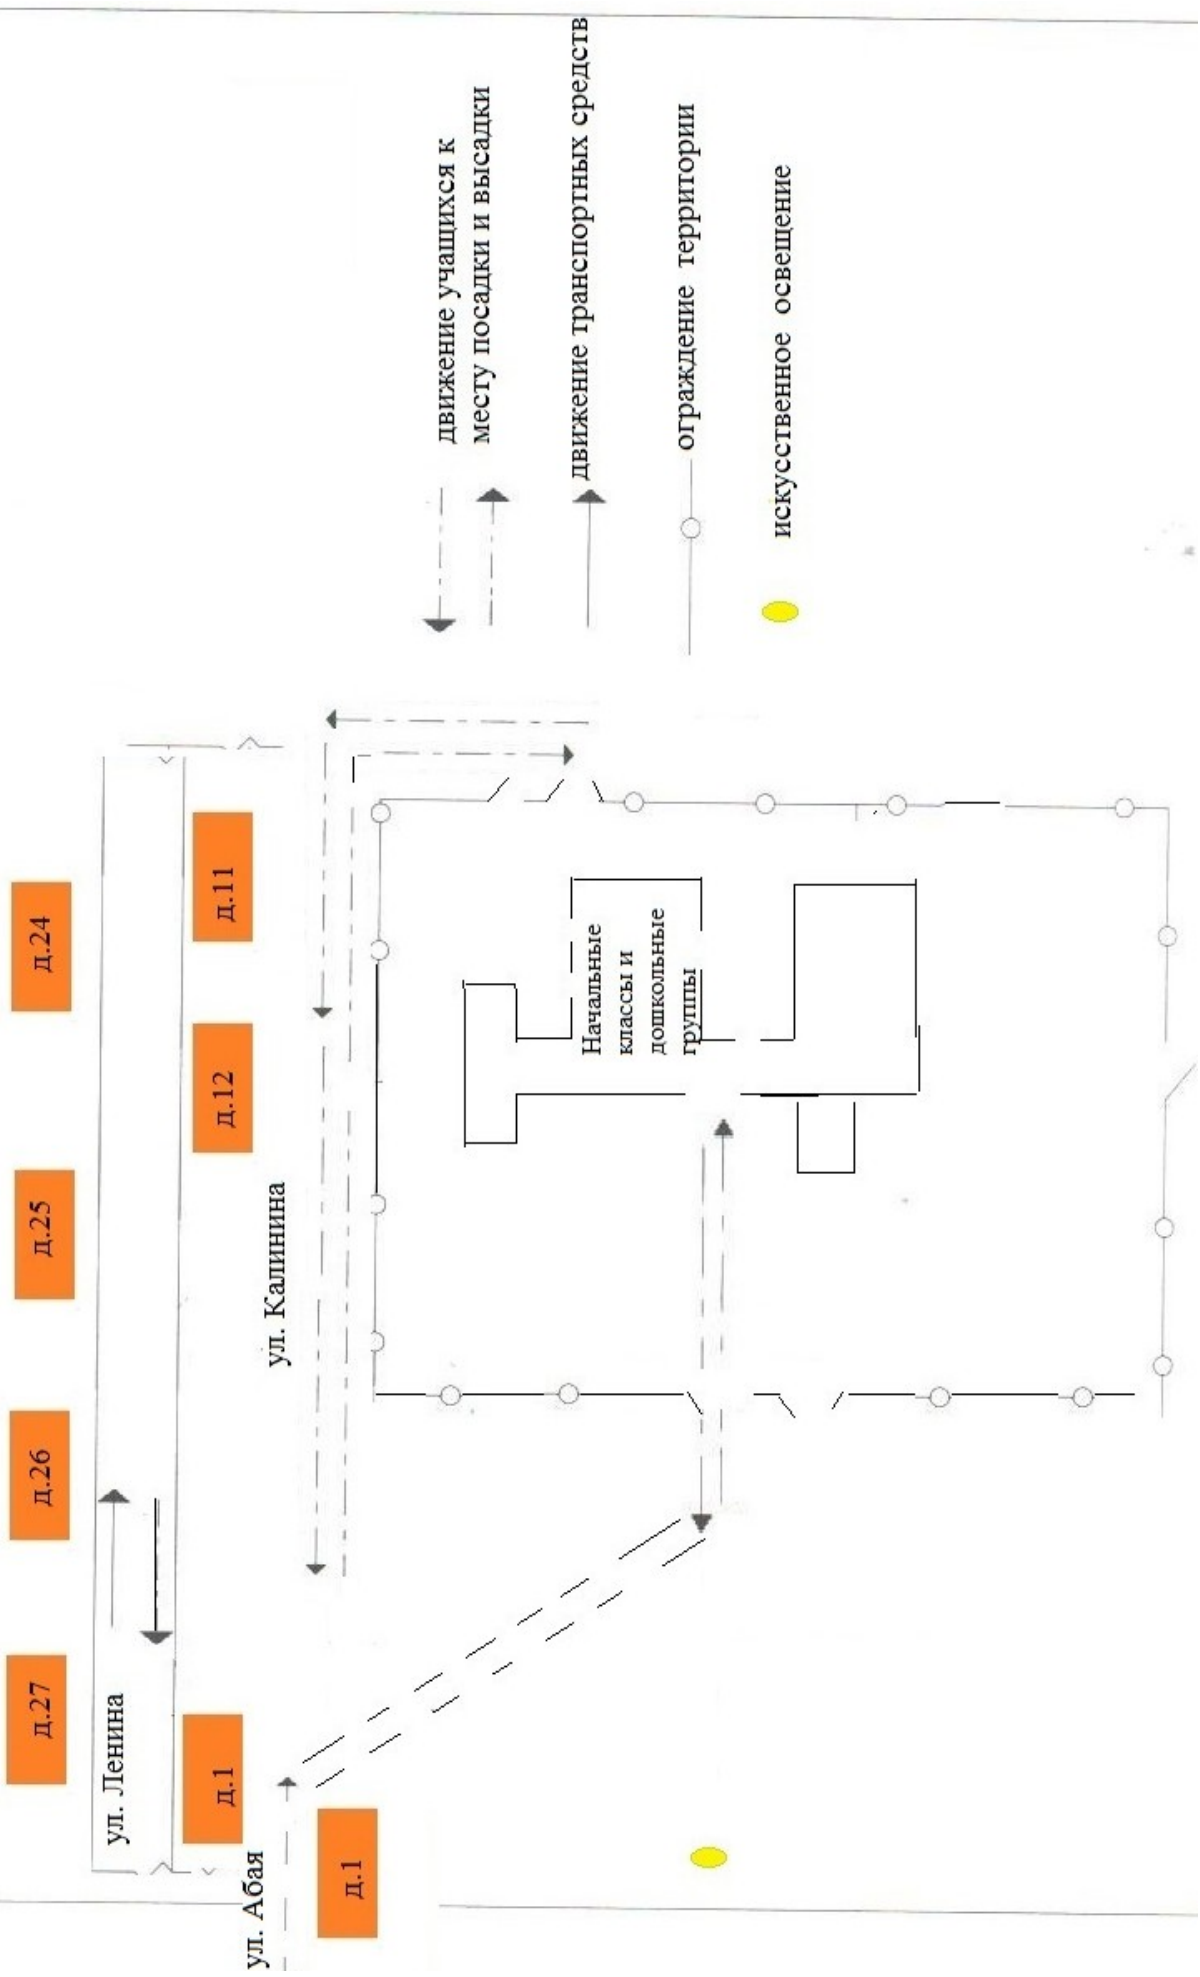 д.27
д.26
д.25
д.24
ул. Ленина
д.1
д.12
д.11
ул. Абая
ул. Калинина
д.1
Начальные
классы и
дошкольные
группы
движение учащихся к
месту посадки и высадки
движение транспортных средств
ограждение территории
искусственное освещение